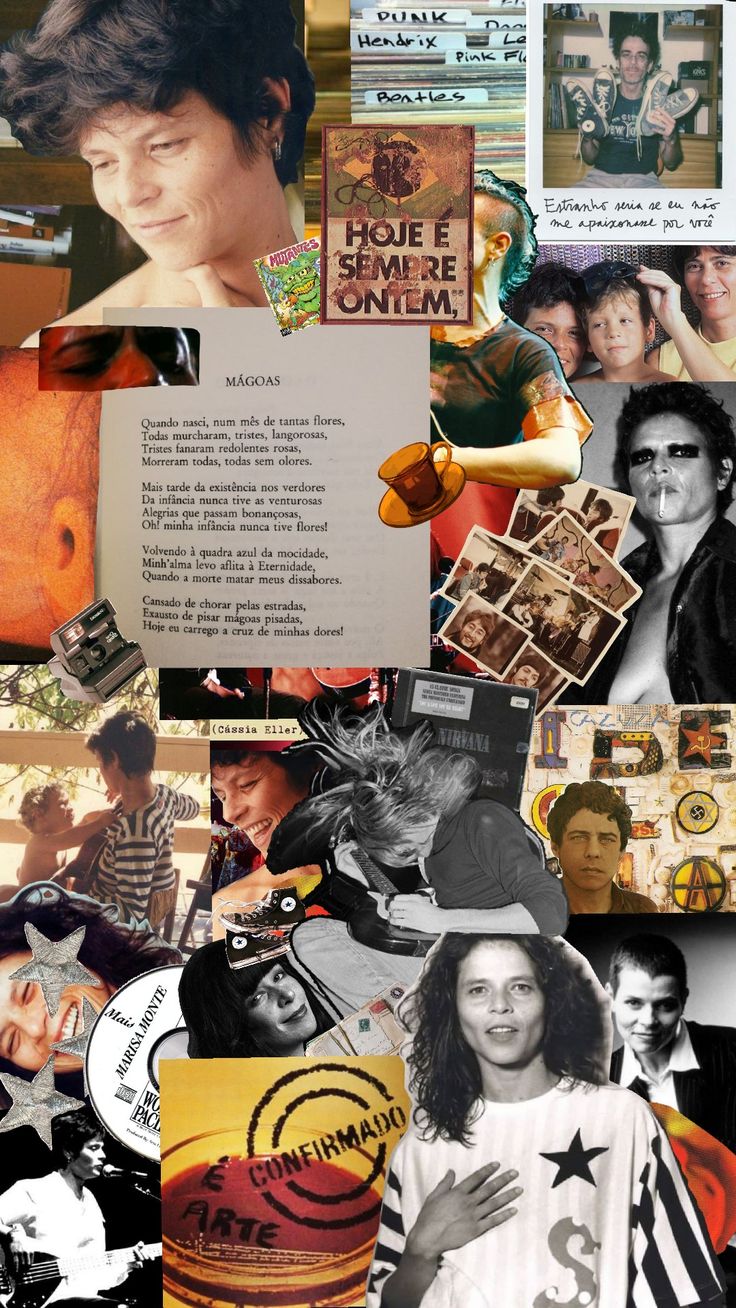 PUNK
Hendrix
Pink Fl
Beatles
Estranho seria se eu não
me apaixonasse por você
MUTANTES
HOJE É
SEMPRE
ONTEM,
MÁGOAS
Quando nasci, num mês de tantas flores,
Todas murcharam, tristes, langorosas,
Tristes fanaram redolentes rosas,
Morreram todas, todas sem olores.
Mais tarde da existência nos verdores
Da infância nunca tive as venturosas
Alegrias que passam bonançosas,
Oh! minha infância nunca tive flores!
Volvendo à quadra azul da mocidade,
Minh'alma levo aflita à Eternidade,
Quando a morte matar meus dissabores.
Cansado de chorar pelas estradas,
Exausto de pisar mágoas pisadas,
Hoje eu carrego a cruz de minhas dores!
(Cássia Eller)
NIRVANA
CAZUZA
IDE
A
Mais
MARISA MONTE
CONFIRMADO
É
ARTE
S